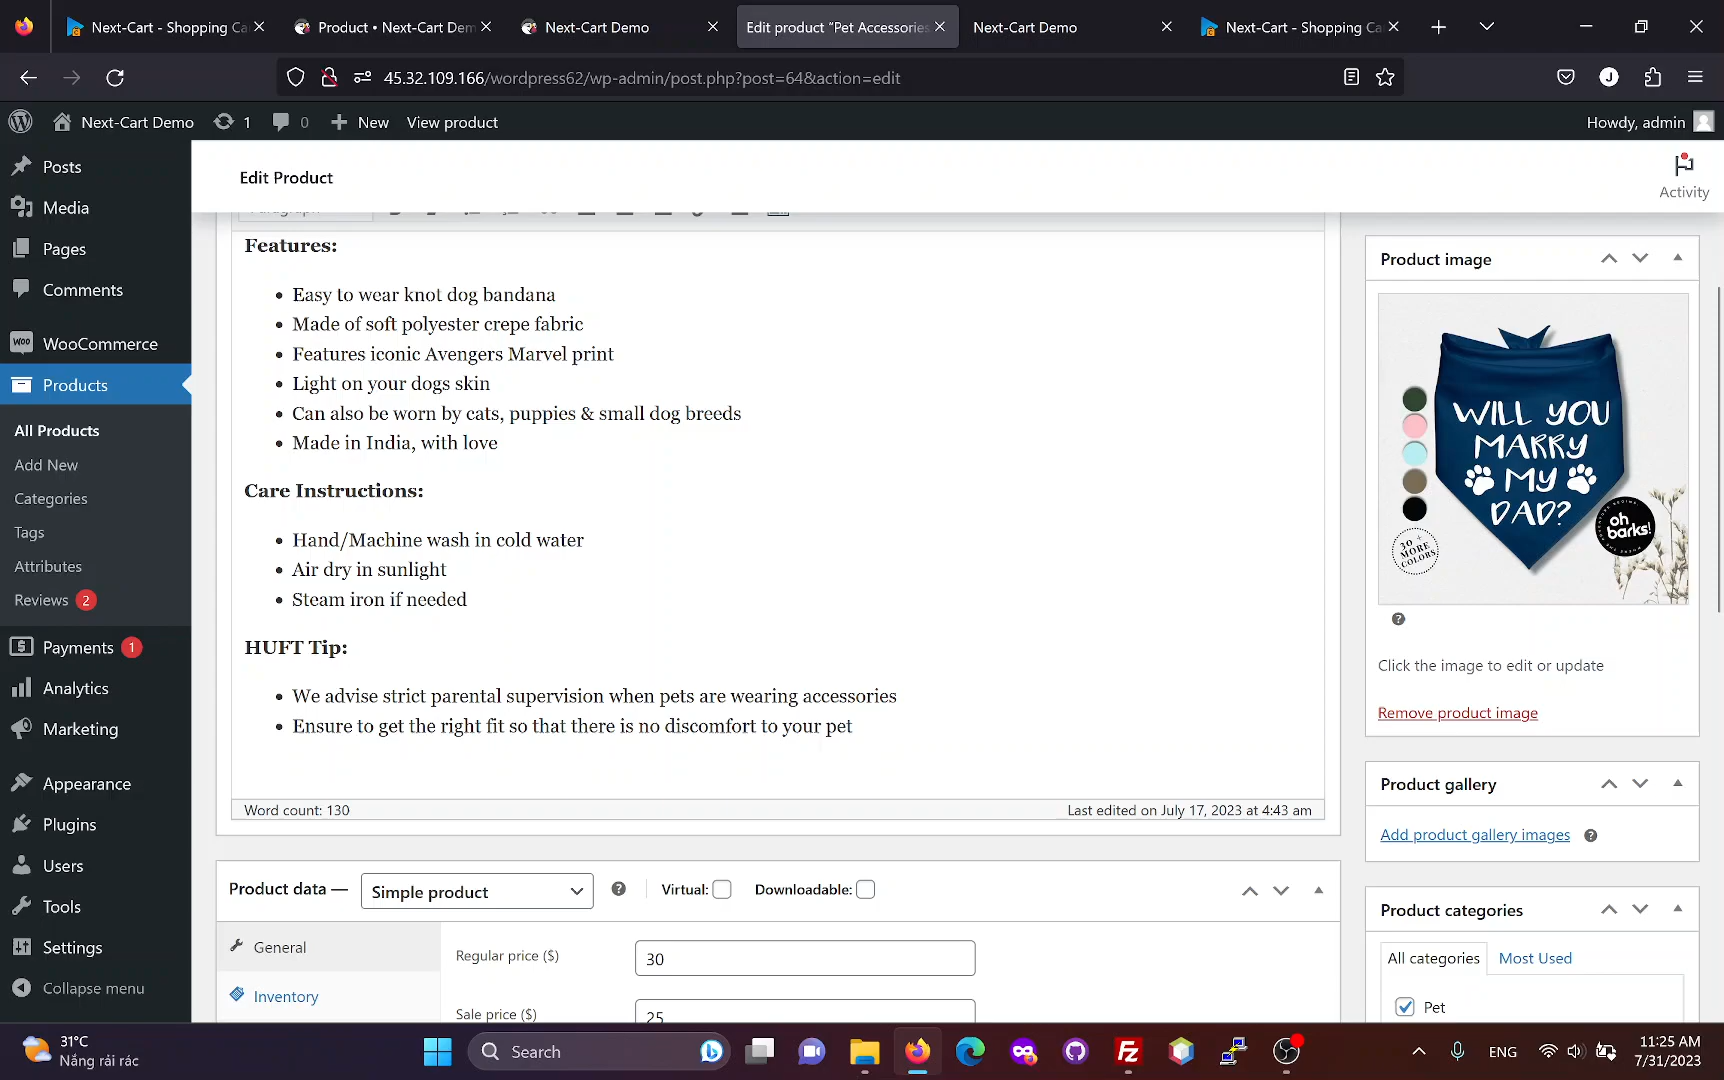 Next-Cart - Shopping Ca
Product • Next-Cart Dem
Next-Cart Demo
Edit product “Pet Accessories
Next-Cart Demo
Next-Cart - Shopping Ca
45.32.109.166/wordpress62/wp-admin/post.php?post=64&action=edit
J
Next-Cart Demo
1
0
New
View product
Howdy, admin
Posts
Media
Pages
Comments
WooCommerce
Products
All Products
Add New
Categories
Tags
Attributes
Reviews 2
Payments 1
Analytics
Marketing
Appearance
Plugins
Users
Tools
Settings
Collapse menu
Edit Product
Activity
Paragraph
Features:
Easy to wear knot dog bandana
Made of soft polyester crepe fabric
Features iconic Avengers Marvel print
Light on your dogs skin
Can also be worn by cats, puppies & small dog breeds
Made in India, with love
Care Instructions:
Hand/Machine wash in cold water
Air dry in sunlight
Steam iron if needed
HUFT Tip:
We advise strict parental supervision when pets are wearing accessories
Ensure to get the right fit so that there is no discomfort to your pet
Word count: 130
Last edited on July 17, 2023 at 4:43 am
Product data —
Simple product
Virtual:
Downloadable:
General
Inventory
Regular price ($)
30
Sale price ($)
25
Product image
WILL YOU
MARRY
MY
DAD?
oh
barks!
30 +
MORE
COLORS
Click the image to edit or update
Remove product image
Product gallery
Add product gallery images
Product categories
All categories
Most Used
Pet
31°C
Nắng rải rác
Search
ENG
11:25 AM
7/31/2023